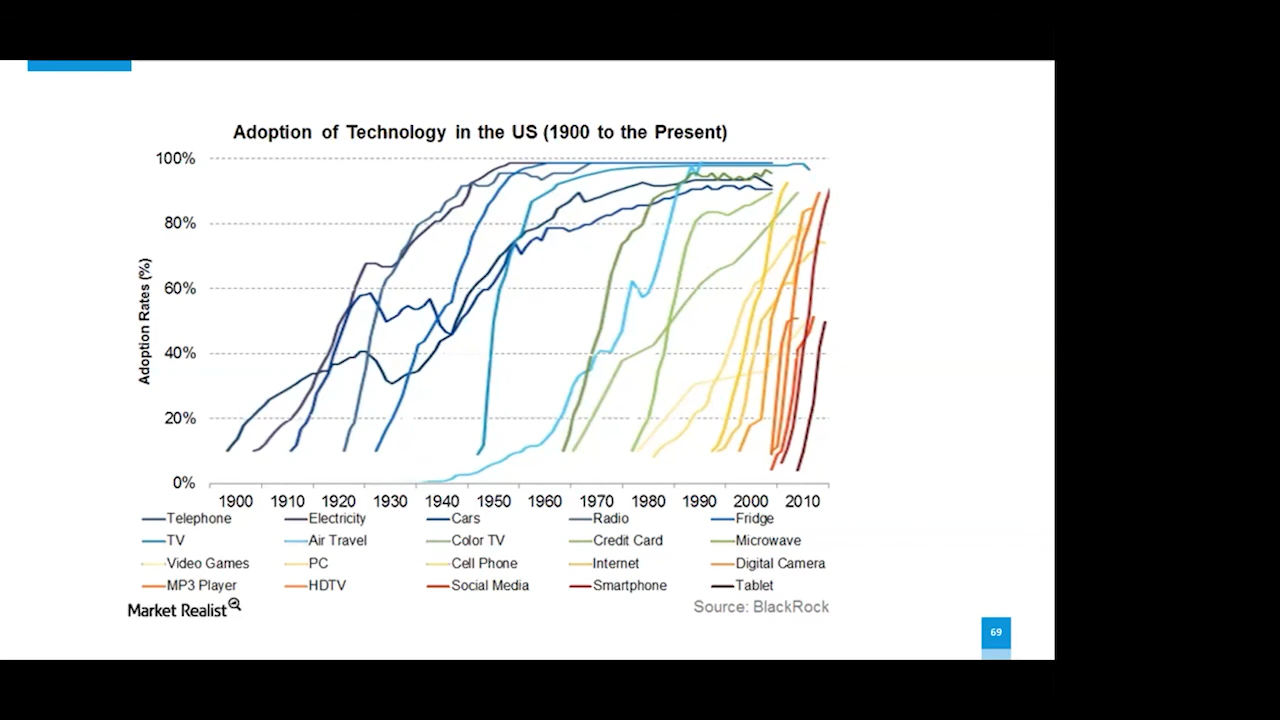 Adoption of Technology in the US (1900 to the Present)
100%
80%
60%
40%
20%
0%
Adoption Rates (%)
1900 1910 1920 1930 1940 1950 1960 1970 1980 1990 2000 2010
Telephone Electricity Cars Radio Fridge
TV Air Travel Color TV Credit Card Microwave
Video Games PC Cell Phone Internet Digital Camera
MP3 Player HDTV Social Media Smartphone Tablet
Market Realist Source: BlackRock
69